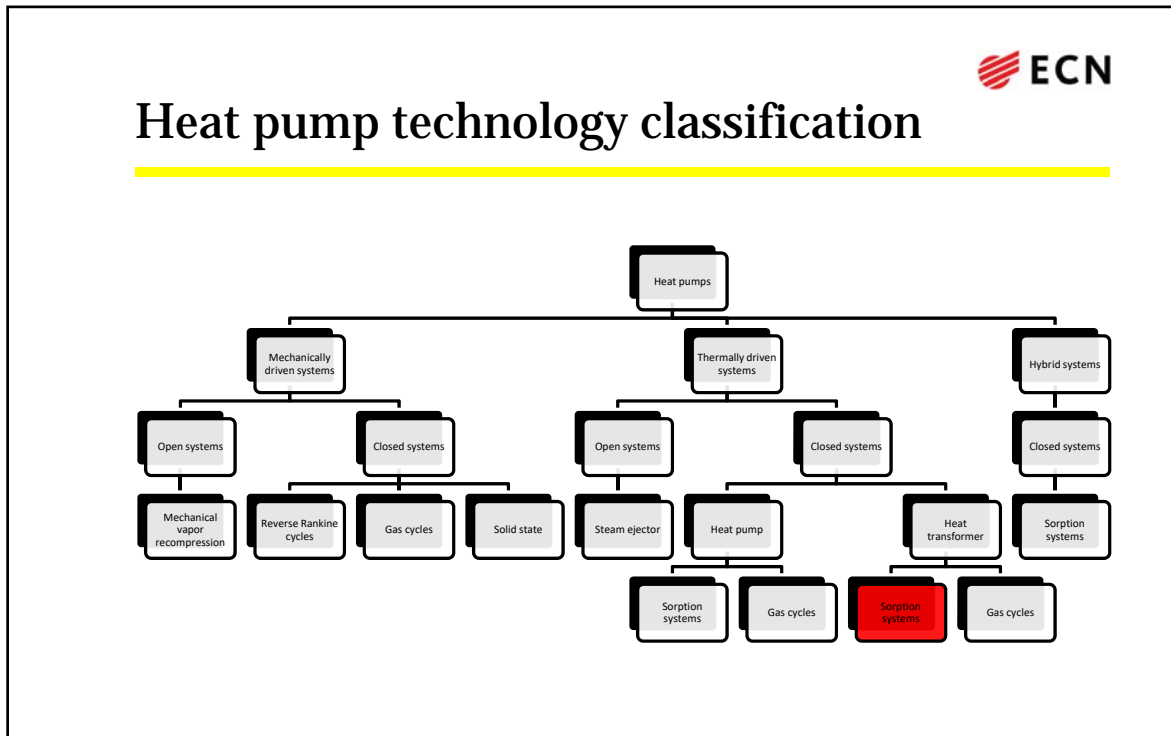 ECN
Heat pump technology classification
Heat pumps
Mechanically
driven systems
Thermally driven
systems
Hybrid systems
Open systems
Closed systems
Open systems
Closed systems
Closed systems
Mechanical
vapor
recompression
Reverse Rankine
cycles
Gas cycles
Solid state
Steam ejector
Heat pump
Heat
transformer
Sorption
systems
Sorption
systems
Gas cycles
Sorption
systems
Gas cycles